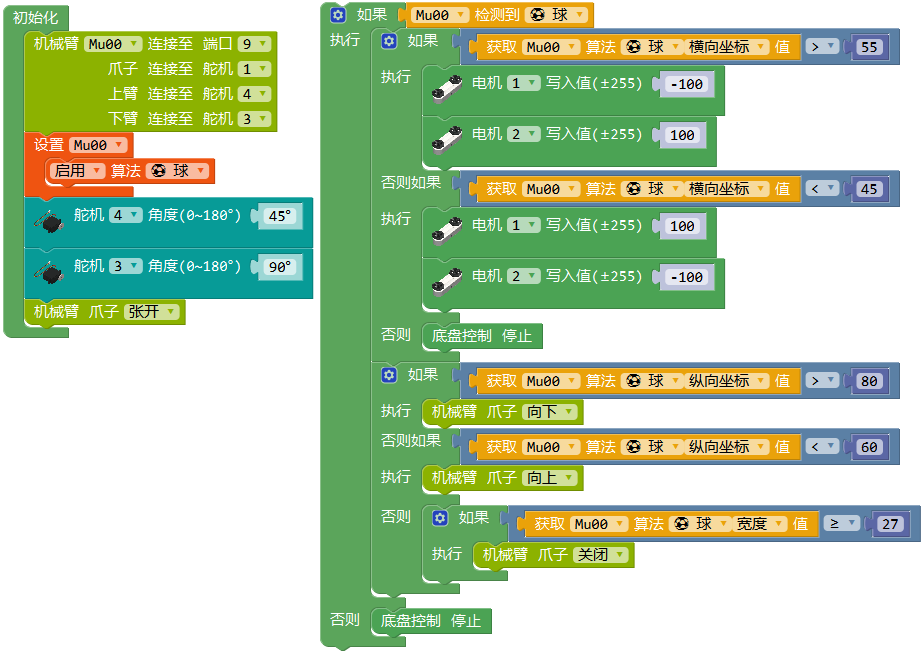 初始化
机械臂 Mu00 连接至 端口 9
爪子 连接至 舵机 1
上臂 连接至 舵机 4
下臂 连接至 舵机 3
设置 Mu00
启用 算法 球
舵机 4 角度(0~180°) 45°
舵机 3 角度(0~180°) 90°
机械臂 爪子 张开
如果 Mu00 检测到 球
执行 如果 获取 Mu00 算法 球 横向坐标 值 > 55
执行 电机 1 写入值(±255) -100
电机 2 写入值(±255) 100
否则如果 获取 Mu00 算法 球 横向坐标 值 < 45
执行 电机 1 写入值(±255) 100
电机 2 写入值(±255) -100
否则 底盘控制 停止
如果 获取 Mu00 算法 球 纵向坐标 值 > 80
执行 机械臂 爪子 向下
否则如果 获取 Mu00 算法 球 纵向坐标 值 < 60
执行 机械臂 爪子 向上
否则 如果 获取 Mu00 算法 球 宽度 值 ≥ 27
执行 机械臂 爪子 关闭
否则 底盘控制 停止